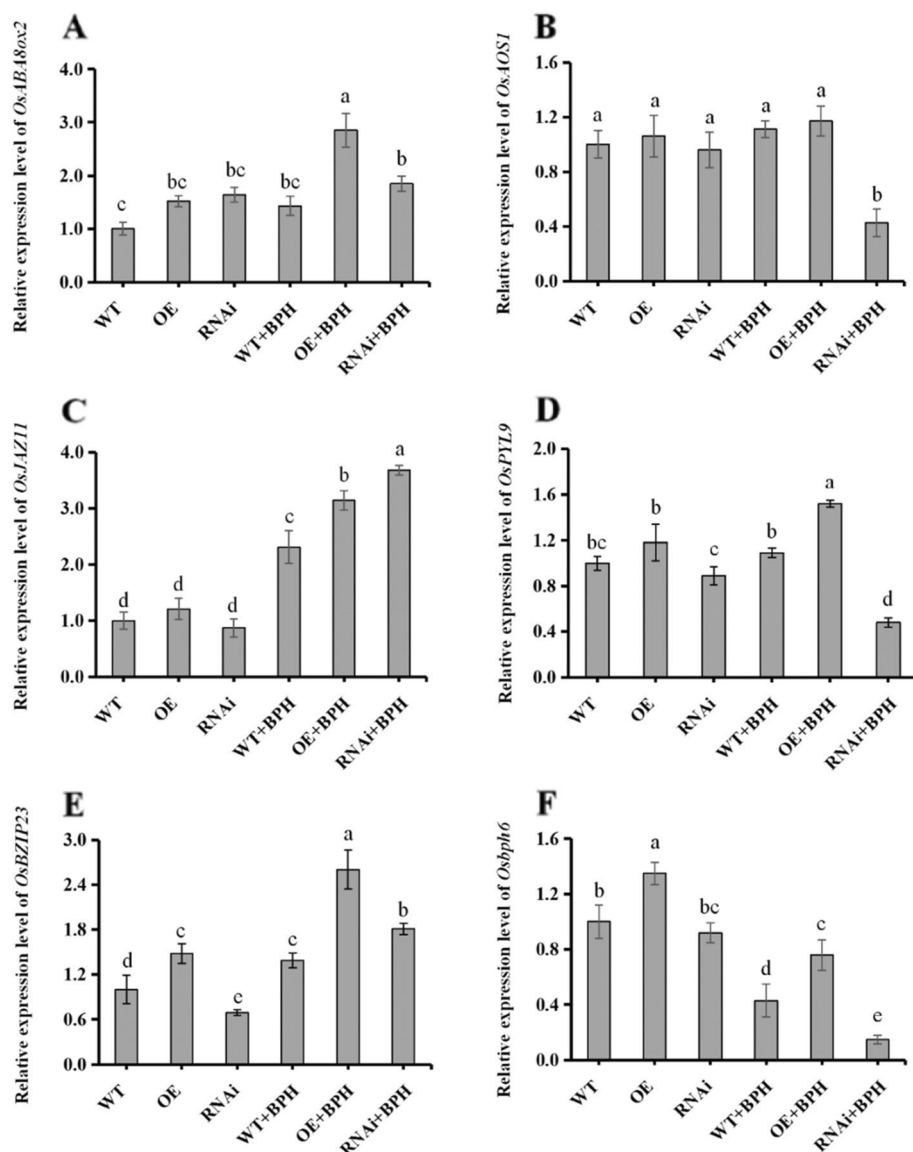 A
Relative expression level of OsABA8ox2
4.0
3.0
2.0
1.0
0.0
c
bc
bc
bc
a
b
WT
OE
RNAi
WT+BPH
OE+BPH
RNAi+BPH
B
Relative expression level of OsAOS1
1.6
1.2
0.8
0.4
0.0
a
a
a
a
a
b
WT
OE
RNAi
WT+BPH
OE+BPH
RNAi+BPH
C
Relative expression level of OsJAZ11
4.0
3.0
2.0
1.0
0.0
d
d
d
c
b
a
WT
OE
RNAi
WT+BPH
OE+BPH
RNAi+BPH
D
Relative expression level of OsPYL9
2.0
1.6
1.2
0.8
0.4
0.0
bc
b
c
b
a
d
WT
OE
RNAi
WT+BPH
OE+BPH
RNAi+BPH
E
Relative expression level of OsBZIP23
3.0
2.4
1.8
1.2
0.6
0.0
d
c
e
c
a
b
WT
OE
RNAi
WT+BPH
OE+BPH
RNAi+BPH
F
Relative expression level of Osbph6
1.6
1.2
0.8
0.4
0.0
b
a
bc
d
c
e
WT
OE
RNAi
WT+BPH
OE+BPH
RNAi+BPH